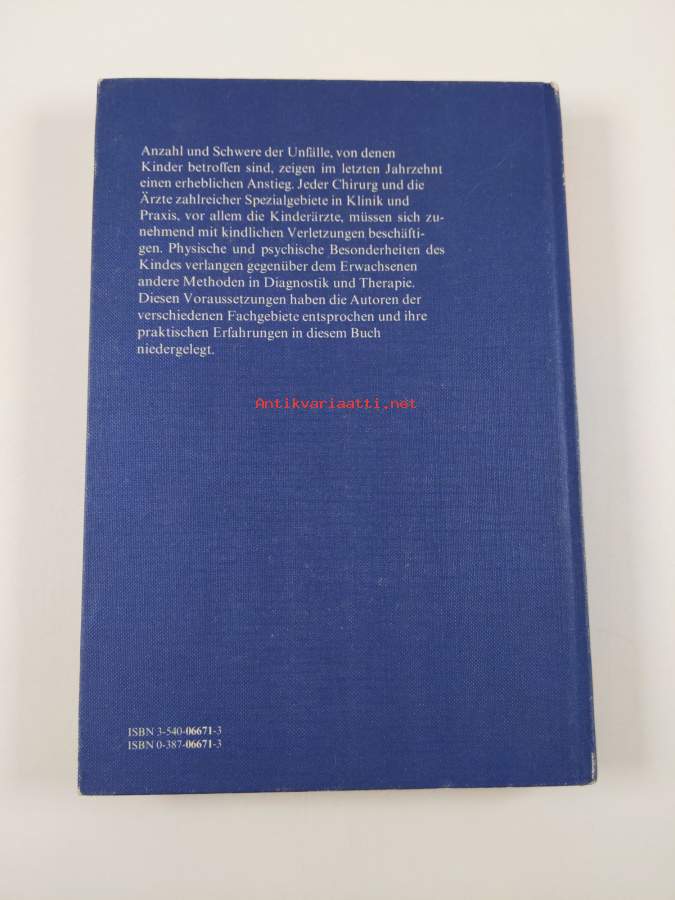 Anzahl und Schwere der Unfälle, von denen
Kinder betroffen sind, zeigen im letzten Jahrzehnt
einen erheblichen Anstieg. Jeder Chirurg und die
Ärzte zahlreicher Spezialgebiete in Klinik und
Praxis, vor allem die Kinderärzte, müssen sich zu-
nehmend mit kindlichen Verletzungen beschäfti-
gen. Physische und psychische Besonderheiten des
Kindes verlangen gegenüber dem Erwachsenen
andere Methoden in Diagnostik und Therapie.
Diesen Voraussetzungen haben die Autoren der
verschiedenen Fachgebiete entsprochen und ihre
praktischen Erfahrungen in diesem Buch
niedergelegt.
Antikvariaatti.net
ISBN 3-540-06671-3
ISBN 0-387-06671-3